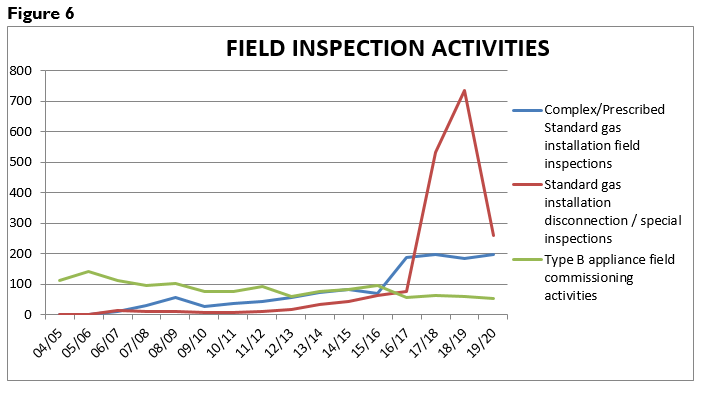 Figure 6
FIELD INSPECTION ACTIVITIES
800
700
600
500
400
300
200
100
0
04/05
05/06
06/07
07/08
08/09
09/10
10/11
11/12
12/13
13/14
14/15
15/16
16/17
17/18
18/19
19/20
Complex/Prescribed
Standard gas
installation field
inspections
Standard gas
installation
disconnection / special
inspections
Type B appliance field
commissioning
activities